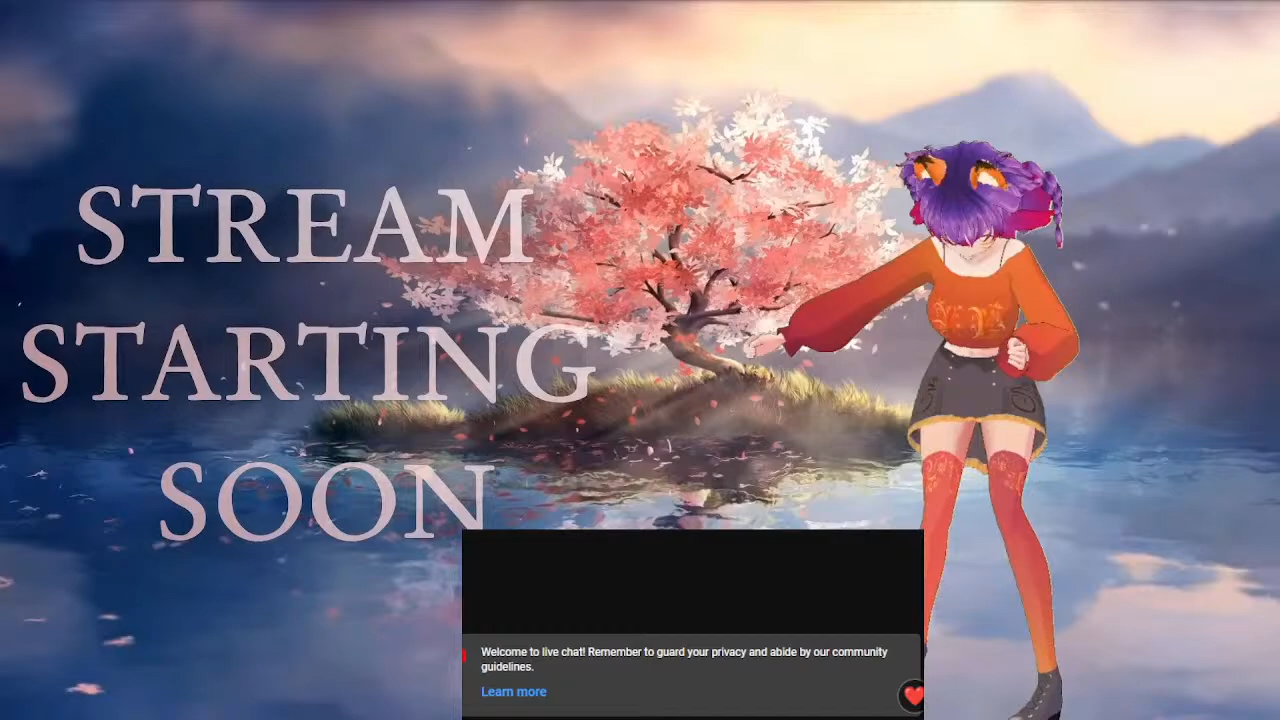 STREAM
STARTING
SOON
Welcome to live chat! Remember to guard your privacy and abide by our community
guidelines.
Learn more